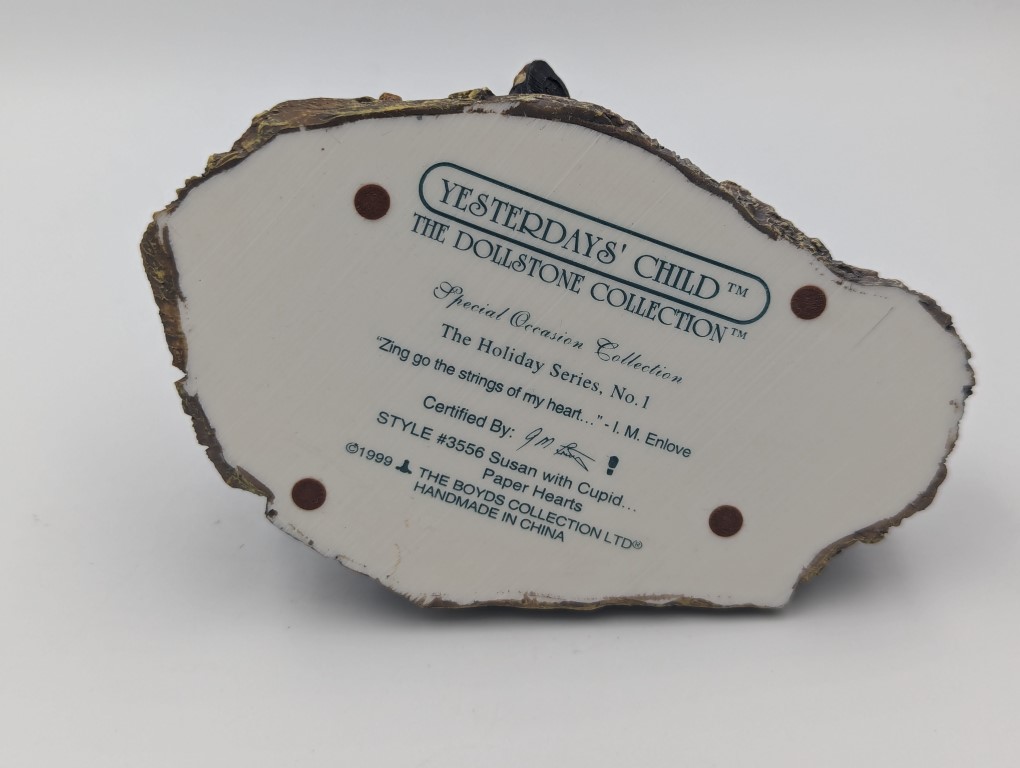 YESTERDAYS' CHILD™
THE DOLLSTONE COLLECTION™
Special Occasion Collection
The Holiday Series, No.1
"Zing go the strings of my heart..." - I. M. Enlove
Certified By:
STYLE #3556 Susan with Cupid...
Paper Hearts
©1999 THE BOYDS COLLECTION LTD®
HANDMADE IN CHINA